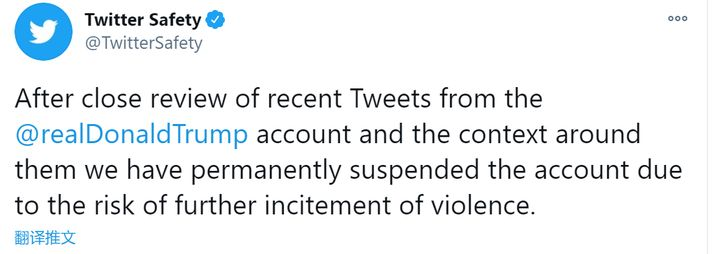 Twitter Safety
@TwitterSafety
After close review of recent Tweets from the
@realDonaldTrump account and the context around
them we have permanently suspended the account due
to the risk of further incitement of violence.
翻译推文